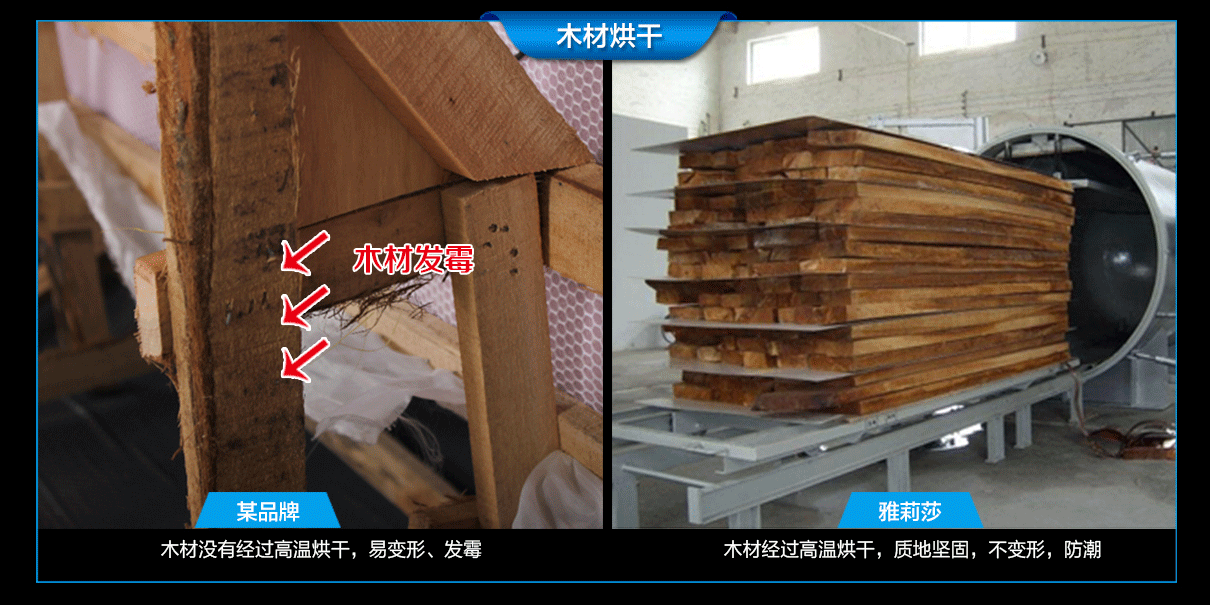 木材烘干
木材发霉
某品牌
雅莉莎
木材没有经过高温烘干，易变形、发霉
木材经过高温烘干，质地坚固，不变形，防潮